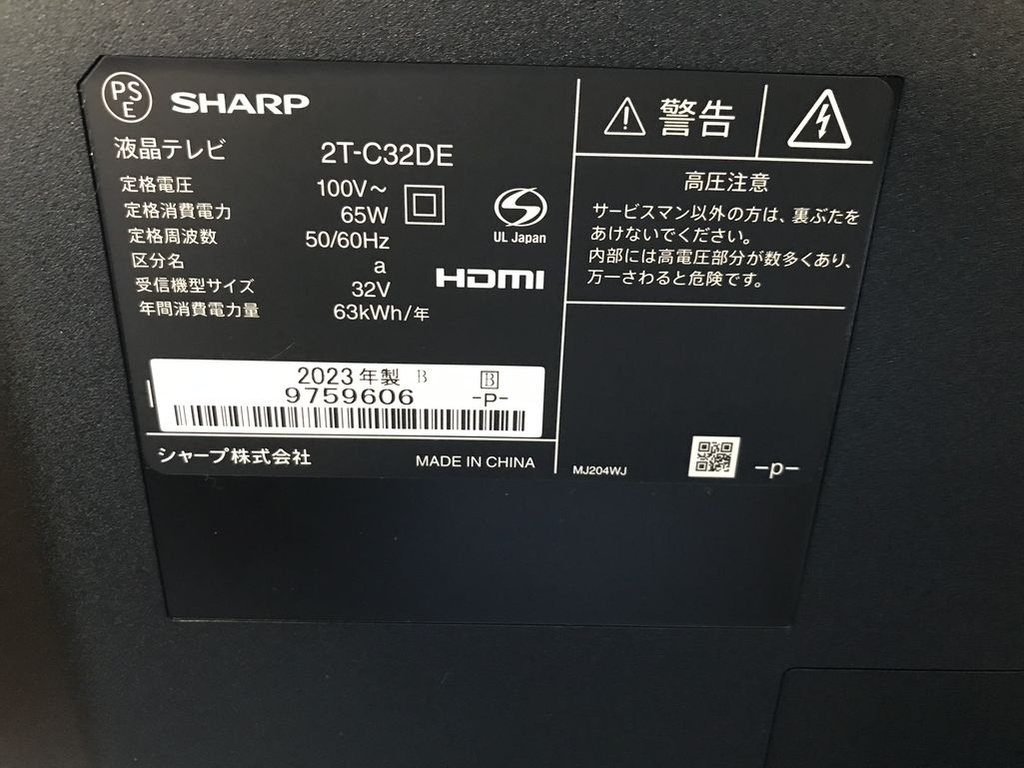 PS
E
SHARP
液晶テレビ 2T-C32DE
定格電圧 100V～
定格消費電力 65W
定格周波数 50/60Hz
区分名 a
受信機型サイズ 32V
年間消費電力量 63kWh/年
UL Japan
HDMI
2023年製 B B
9759606 -P-
シャープ株式会社 MADE IN CHINA
警告
高圧注意
サービスマン以外の方は、裏ぶたを
あけないでください。
内部には高電圧部分が数多くあり、
万一さわると危険です。
MJ204WJ -p-